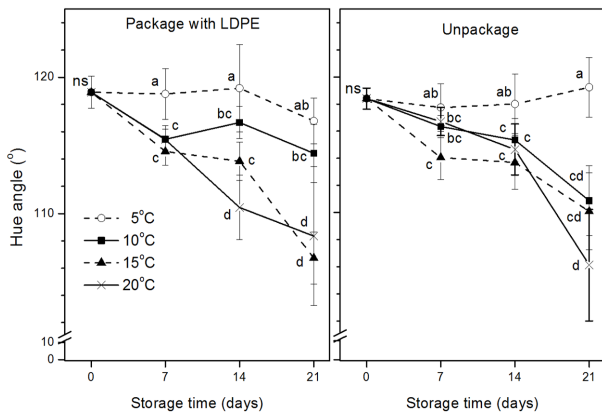 Package with LDPE
Unpackage
Hue angle (°)
120
110
10
0
ns
a
a
ab
c
bc
bc
c
c
d
d
d
5°C
10°C
15°C
20°C
0
7
14
21
Storage time (days)
ns
ab
ab
a
bc
bc
c
c
c
cd
cd
d
0
7
14
21
Storage time (days)